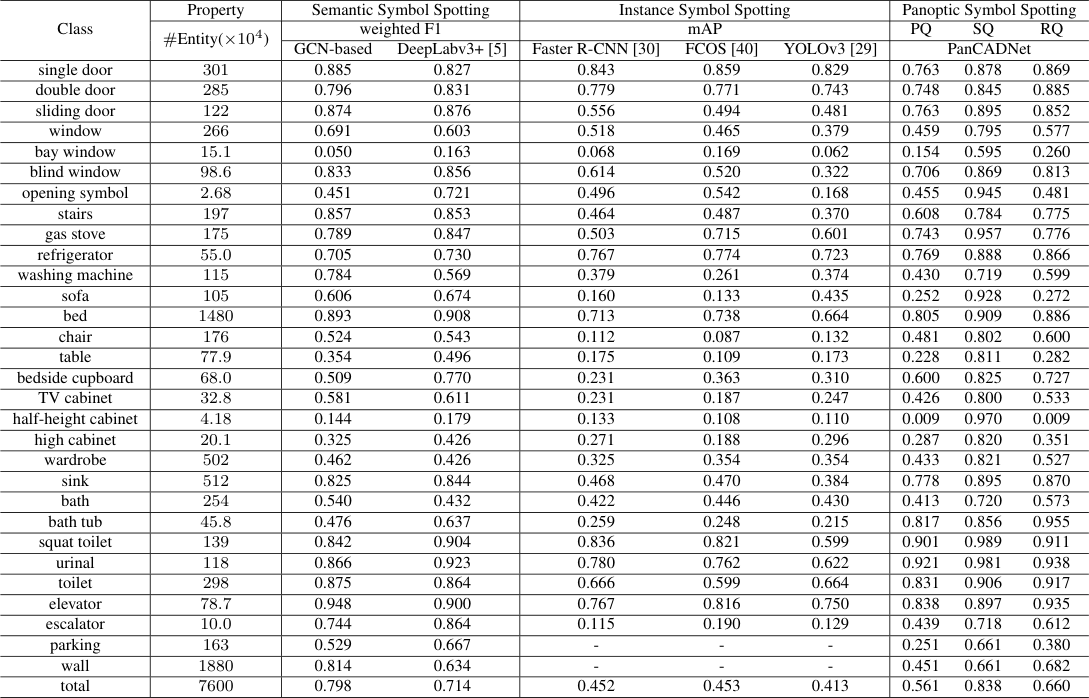 Class Property Semantic Symbol Spotting Instance Symbol Spotting Panoptic Symbol Spotting
#Entity(×10⁴) weighted F1 mAP PQ SQ RQ
GCN-based DeepLabv3+ [5] Faster R-CNN [30] FCOS [40] YOLOv3 [29] PanCADNet
single door 301 0.885 0.827 0.843 0.859 0.829 0.763 0.878 0.869
double door 285 0.796 0.831 0.779 0.771 0.743 0.748 0.845 0.885
sliding door 122 0.874 0.876 0.556 0.494 0.481 0.763 0.895 0.852
window 266 0.691 0.603 0.518 0.465 0.379 0.459 0.795 0.577
bay window 15.1 0.050 0.163 0.068 0.169 0.062 0.154 0.595 0.260
blind window 98.6 0.833 0.856 0.614 0.520 0.322 0.706 0.869 0.813
opening symbol 2.68 0.451 0.721 0.496 0.542 0.168 0.455 0.945 0.481
stairs 197 0.857 0.853 0.464 0.487 0.370 0.608 0.784 0.775
gas stove 175 0.789 0.847 0.503 0.715 0.601 0.743 0.957 0.776
refrigerator 55.0 0.705 0.730 0.767 0.774 0.723 0.769 0.888 0.866
washing machine 115 0.784 0.569 0.379 0.261 0.374 0.430 0.719 0.599
sofa 105 0.606 0.674 0.160 0.133 0.435 0.252 0.928 0.272
bed 1480 0.893 0.908 0.713 0.738 0.664 0.805 0.909 0.886
chair 176 0.524 0.543 0.112 0.087 0.132 0.481 0.802 0.600
table 77.9 0.354 0.496 0.175 0.109 0.173 0.228 0.811 0.282
bedside cupboard 68.0 0.509 0.770 0.231 0.363 0.310 0.600 0.825 0.727
TV cabinet 32.8 0.581 0.611 0.231 0.187 0.247 0.426 0.800 0.533
half-height cabinet 4.18 0.144 0.179 0.133 0.108 0.110 0.009 0.970 0.009
high cabinet 20.1 0.325 0.426 0.271 0.188 0.296 0.287 0.820 0.351
wardrobe 502 0.462 0.426 0.325 0.354 0.354 0.433 0.821 0.527
sink 512 0.825 0.844 0.468 0.470 0.384 0.778 0.895 0.870
bath 254 0.540 0.432 0.422 0.446 0.430 0.413 0.720 0.573
bath tub 45.8 0.476 0.637 0.259 0.248 0.215 0.817 0.856 0.955
squat toilet 139 0.842 0.904 0.836 0.821 0.599 0.901 0.989 0.911
urinal 118 0.866 0.923 0.780 0.762 0.622 0.921 0.981 0.938
toilet 298 0.875 0.864 0.666 0.599 0.664 0.831 0.906 0.917
elevator 78.7 0.948 0.900 0.767 0.816 0.750 0.838 0.897 0.935
escalator 10.0 0.744 0.864 0.115 0.190 0.129 0.439 0.718 0.612
parking 163 0.529 0.667 - - - 0.251 0.661 0.380
wall 1880 0.814 0.634 - - - 0.451 0.661 0.682
total 7600 0.798 0.714 0.452 0.453 0.413 0.561 0.838 0.660